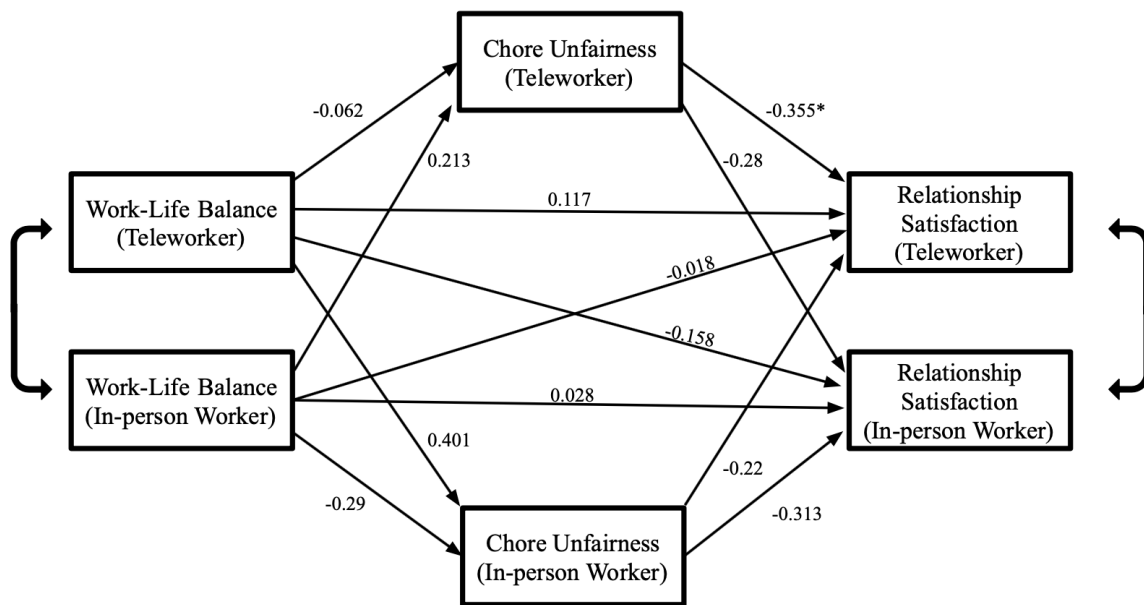 Chore Unfairness
(Teleworker)
-0.062
-0.355*
0.213
-0.28
Work-Life Balance
(Teleworker)
0.117
Relationship
Satisfaction
(Teleworker)
-0.018
-0.158
Work-Life Balance
(In-person Worker)
0.028
Relationship
Satisfaction
(In-person Worker)
0.401
-0.22
-0.29
-0.313
Chore Unfairness
(In-person Worker)